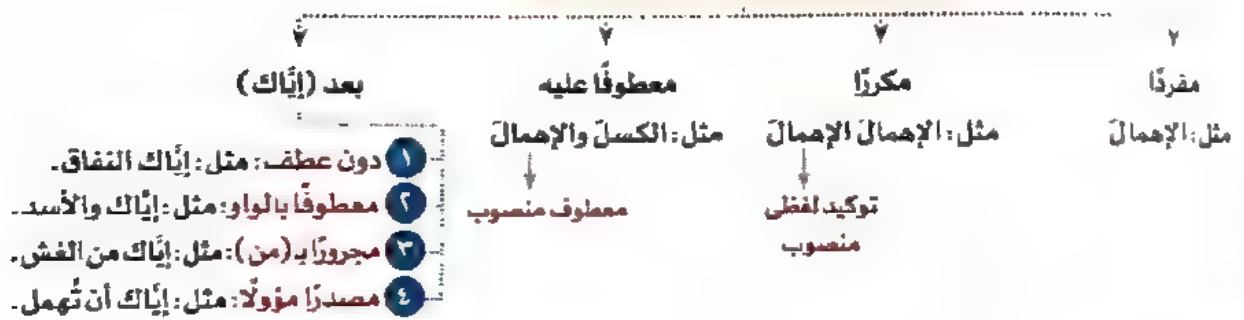 مفردًا
مثل: الإهمالَ
مكررًا
مثل: الإهمالَ الإهمالَ
توكيد لفظى
منصوب
معطوفًا عليه
مثل: الكسلَ والإهمالَ
معطوف منصوب
بعد (إيَّاك)
١ دون عطف: مثل: إيَّاك النفاقَ.
٢ معطوفًا بالواو: مثل: إيَّاك والأسد.
٣ مجرورًا بـ(من): مثل: إيَّاك من الغش.
٤ مصدرًا مؤولًا: مثل: إيَّاك أن تُهمل.